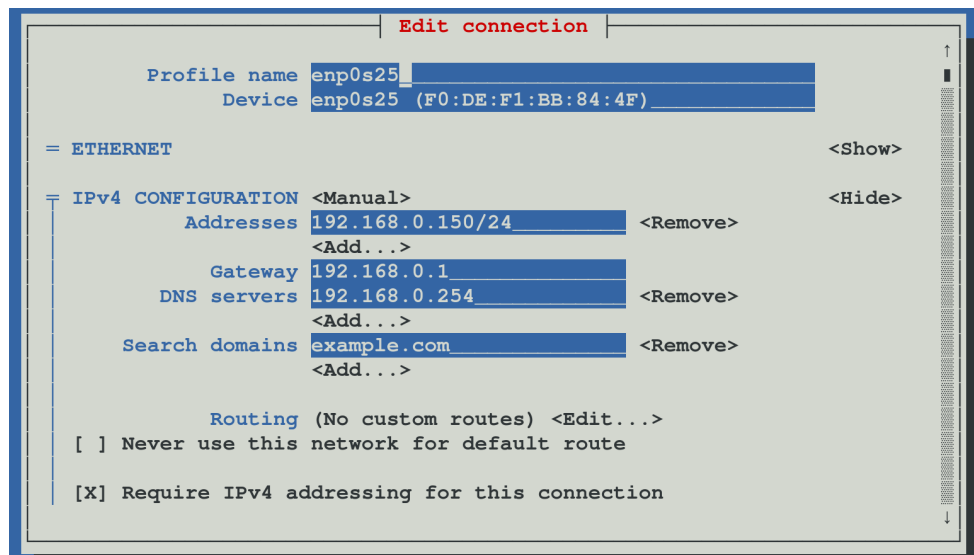 Edit connection
Profile name enp0s25
Device enp0s25 (F0:DE:F1:BB:84:4F)
= ETHERNET <Show>
IPv4 CONFIGURATION <Manual> <Hide>
Addresses 192.168.0.150/24 <Remove>
<Add...>
Gateway 192.168.0.1
DNS servers 192.168.0.254 <Remove>
<Add...>
Search domains example.com <Remove>
<Add...>
Routing (No custom routes) <Edit...>
[ ] Never use this network for default route
[X] Require IPv4 addressing for this connection